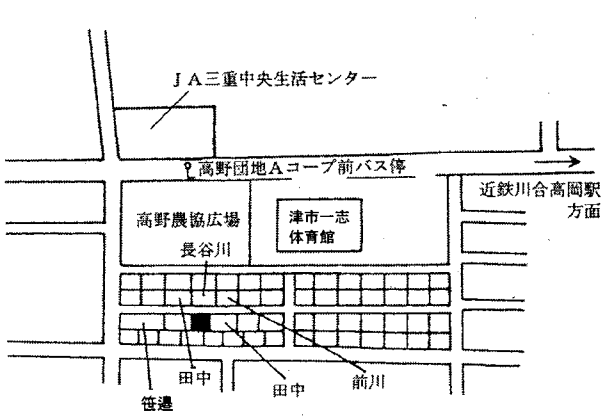 JA三重中央生活センター
高野団地Aコープ前バス停
近鉄川合高岡駅
方面
高野農協広場
津市一志
体育館
長谷川
田中
田中
前川
笹邉